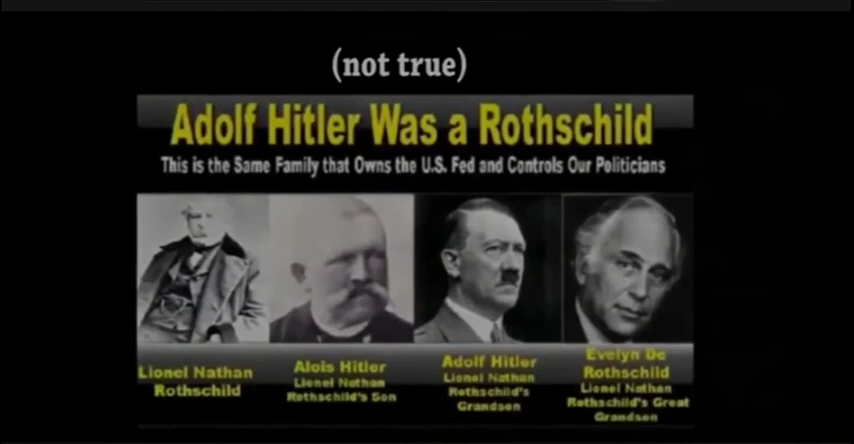 (not true)
Adolf Hitler Was a Rothschild
This is the Same Family that Owns the U.S. Fed and Controls Our Politicians
Lionel Nathan
Rothschild
Alois Hitler
Lionel Nathan
Rothschild's Son
Adolf Hitler
Lionel Nathan
Rothschild's
Grandson
Evelyn De
Rothschild
Lionel Nathan
Rothschild's Great
Grandson